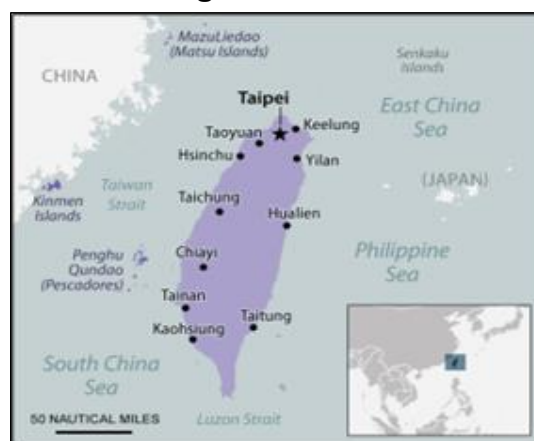 MazuLiedao
(Matsu Islands)
CHINA
Senkaku
Islands
Taipei
East China
Sea
Taoyuan
Keelung
Hsinchu
Yilan
(JAPAN)
Kinmen
Islands
Taiwan
Strait
Taichung
Hualien
Penghu
Qundao
(Pescadores)
Chiayi
Philippine
Sea
Tainan
Taitung
Kaohsiung
South China
Sea
50 NAUTICAL MILES
Luzon Strait